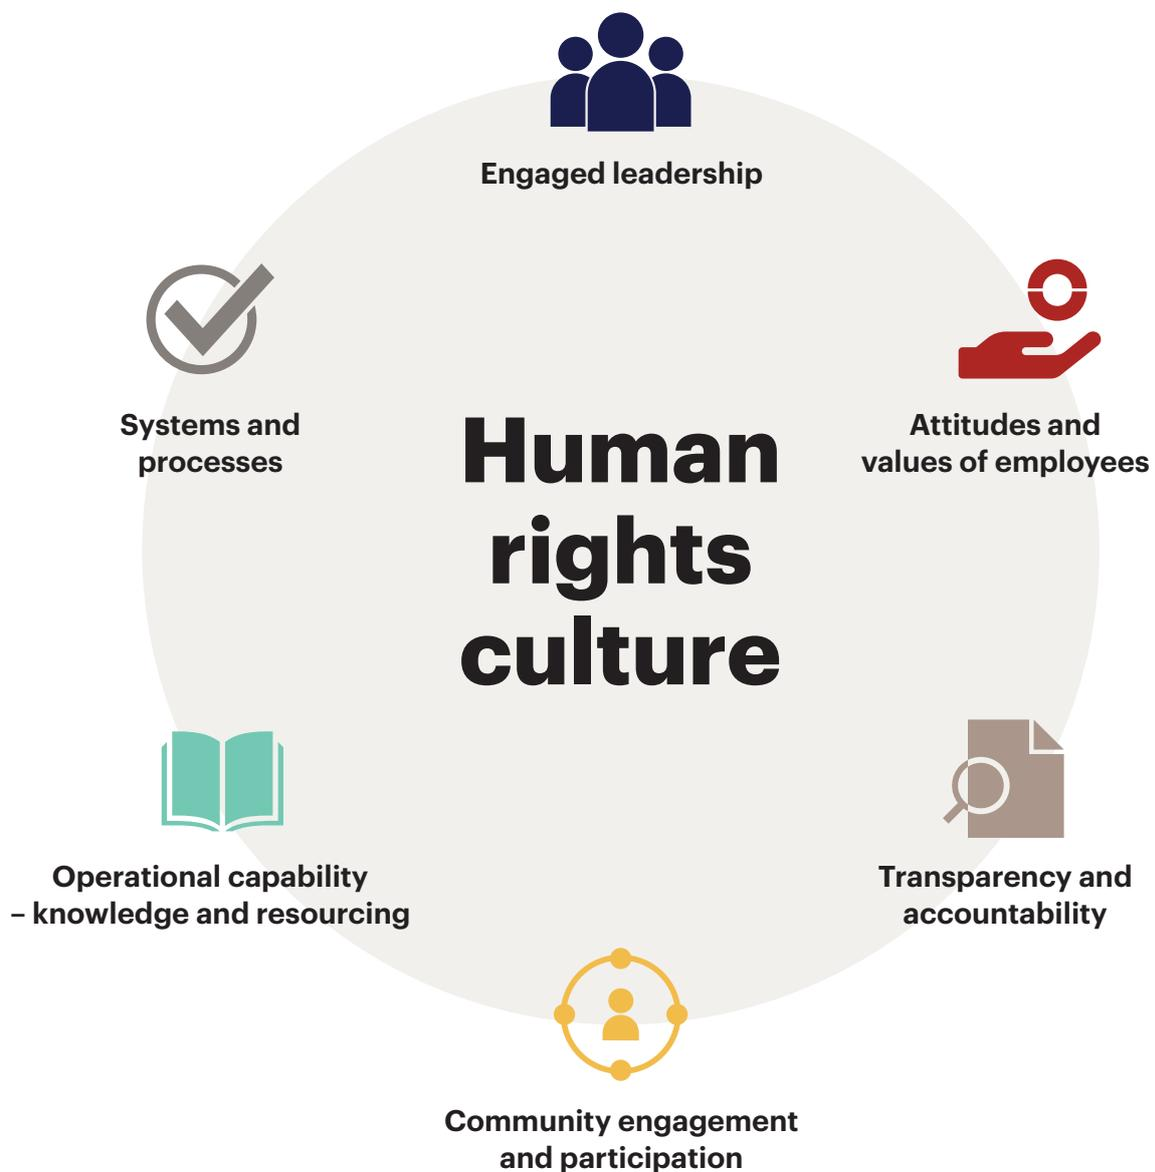 Engaged leadership
Systems and
processes
Attitudes and
values of employees
Human
rights
culture
Operational capability
– knowledge and resourcing
Transparency and
accountability
Community engagement
and participation